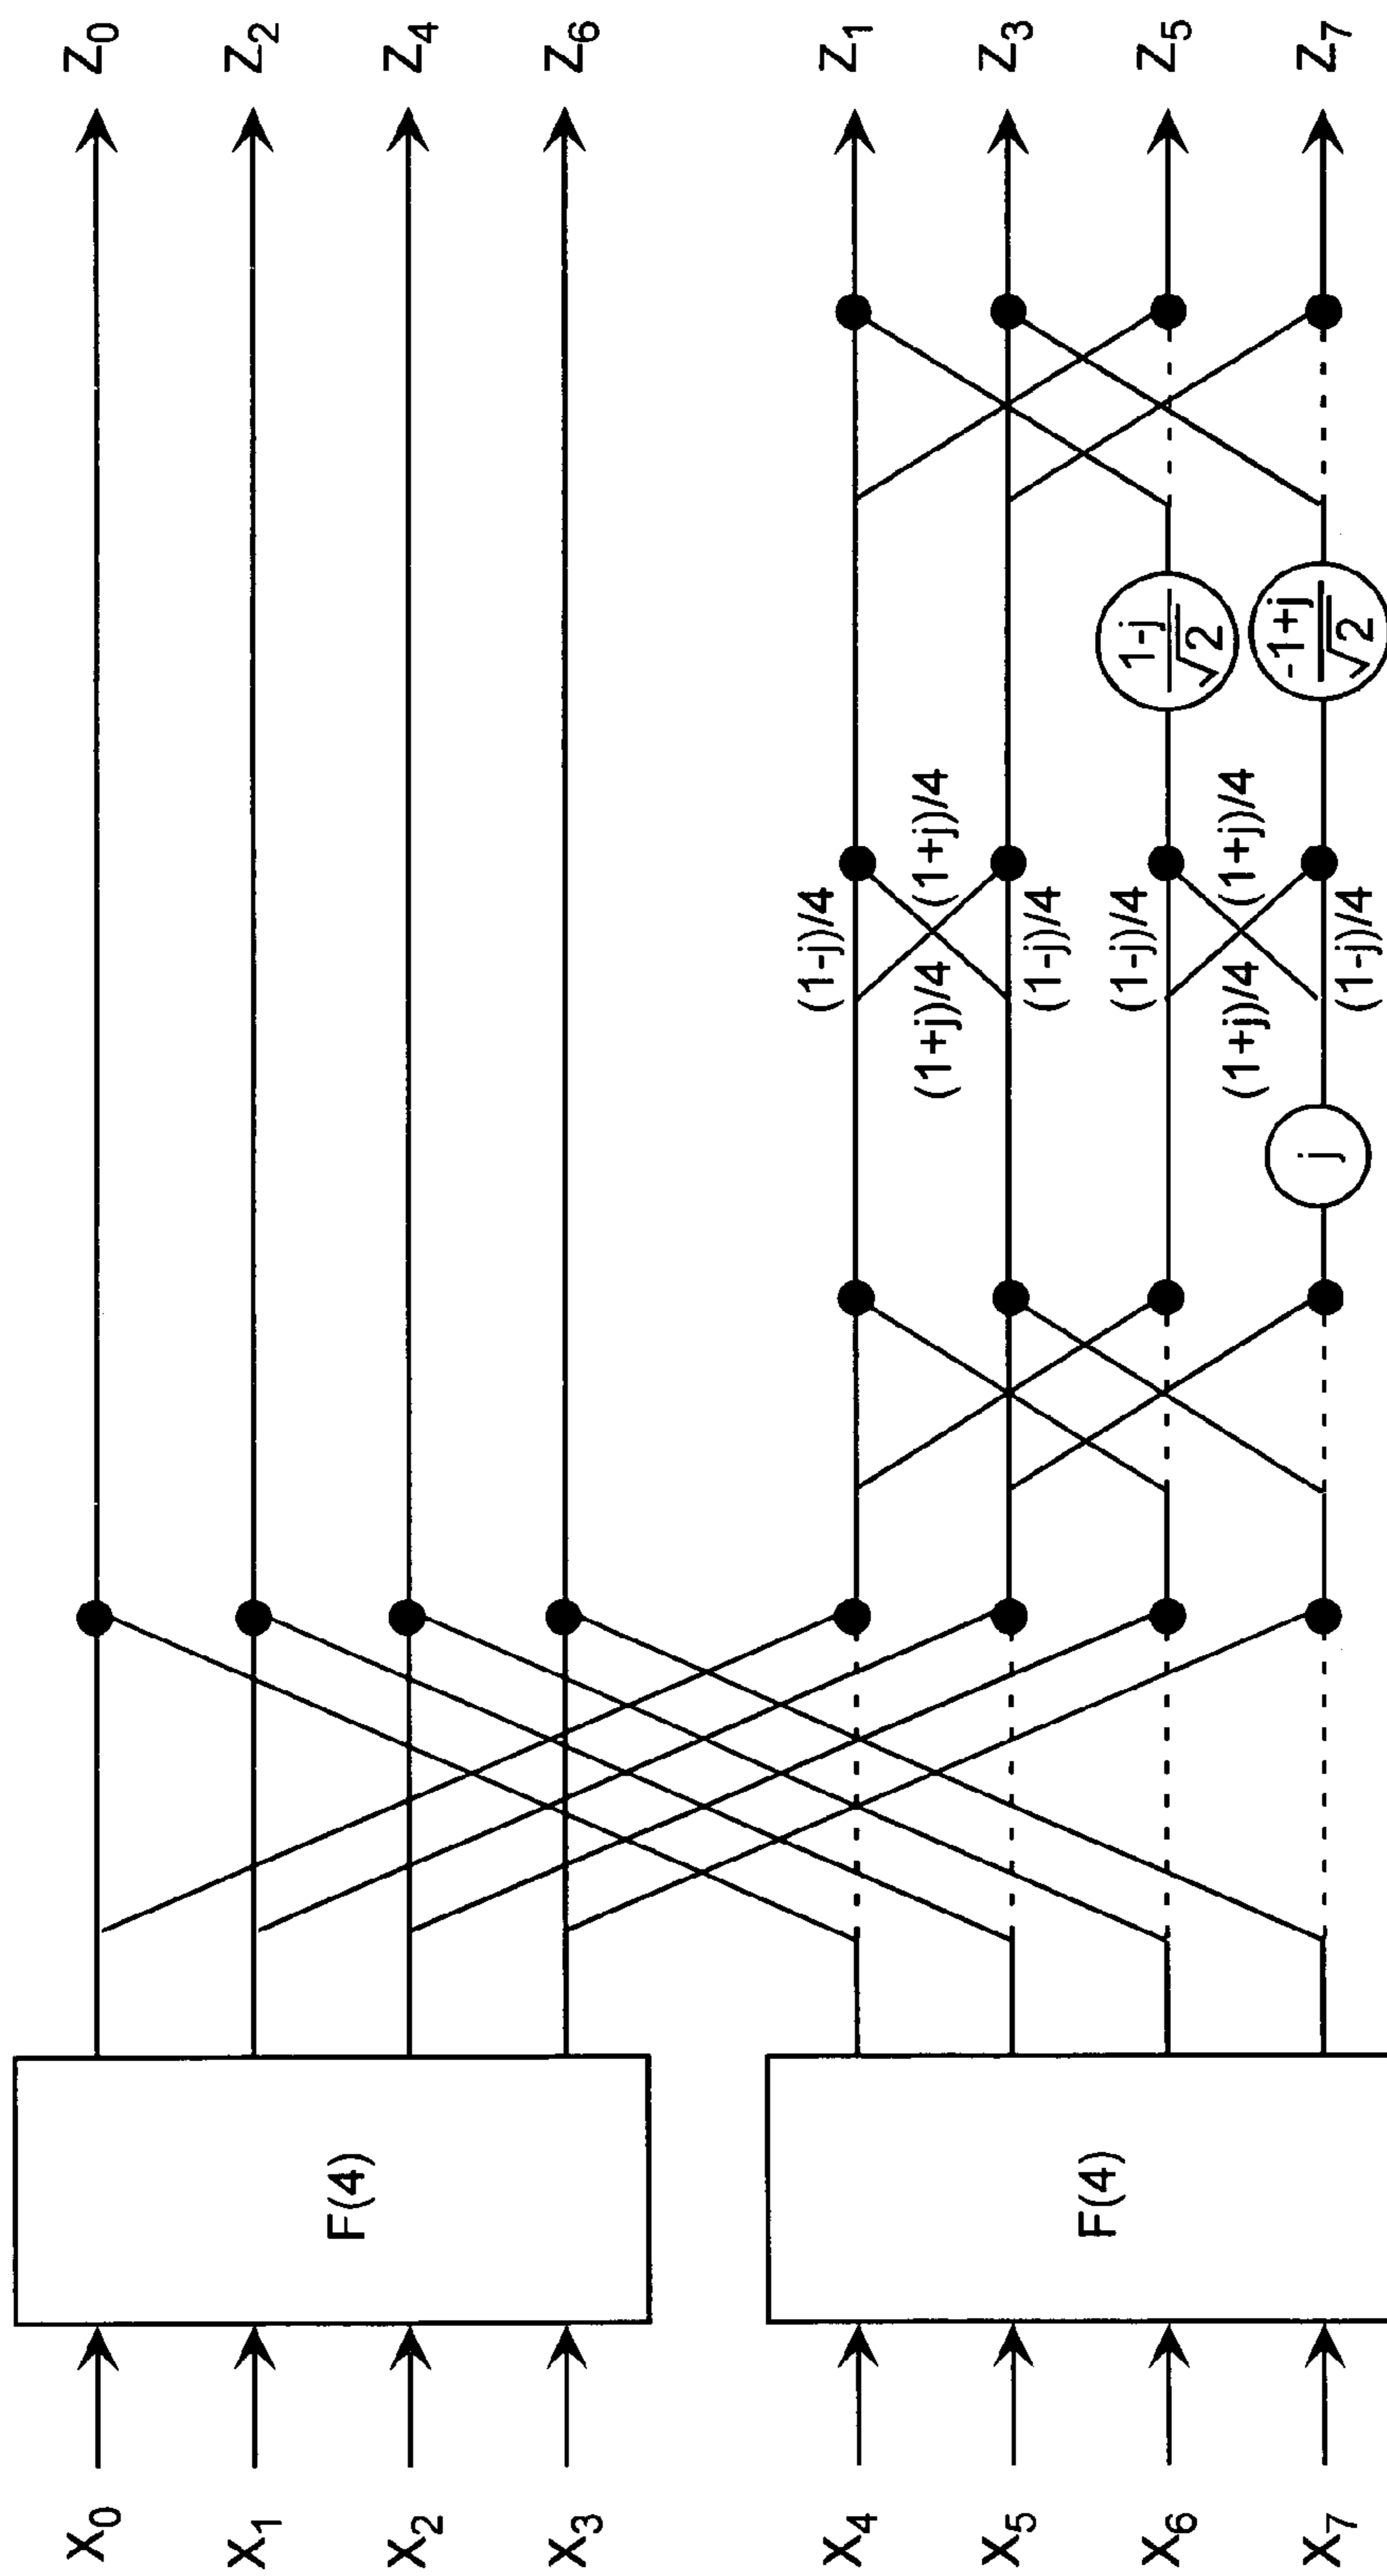 X0
X1
X2
X3
X4
X5
X6
X7
F(4)
F(4)
j
(1-j)/4
(1+j)/4
(1+j)/4
(1-j)/4
(1-j)/4
(1+j)/4
(1+j)/4
(1-j)/4
1-j
√2
-1+j
√2
Z0
Z2
Z4
Z6
Z1
Z3
Z5
Z7